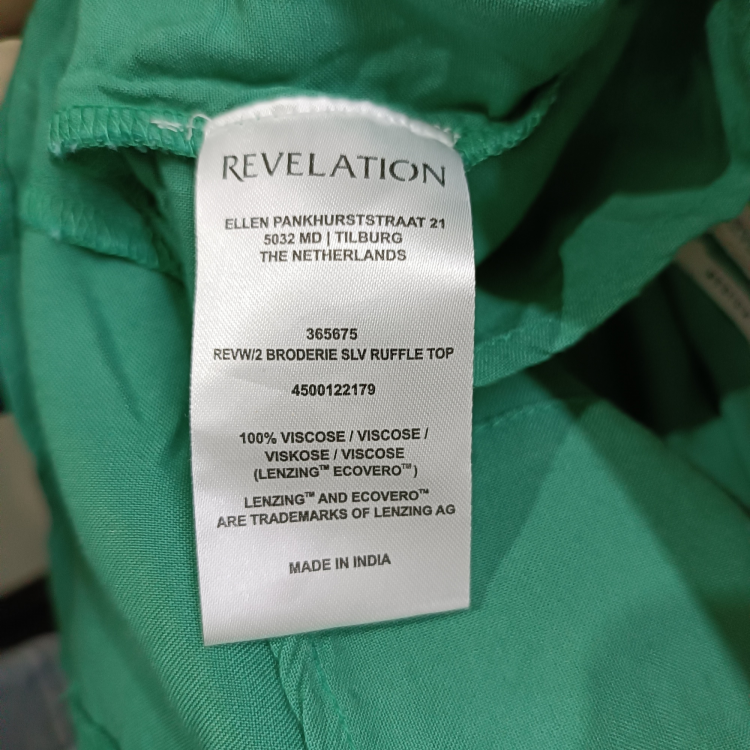 REVELATION
ELLEN PANKHURSTSTRAAT 21
5032 MD | TILBURG
THE NETHERLANDS
365675
REVW/2 BRODERIE SLV RUFFLE TOP
4500122179
100% VISCOSE / VISCOSE /
VISKOSE / VISCOSE
(LENZING™ ECOVERO™)
LENZING™ AND ECOVERO™
ARE TRADEMARKS OF LENZING AG
MADE IN INDIA